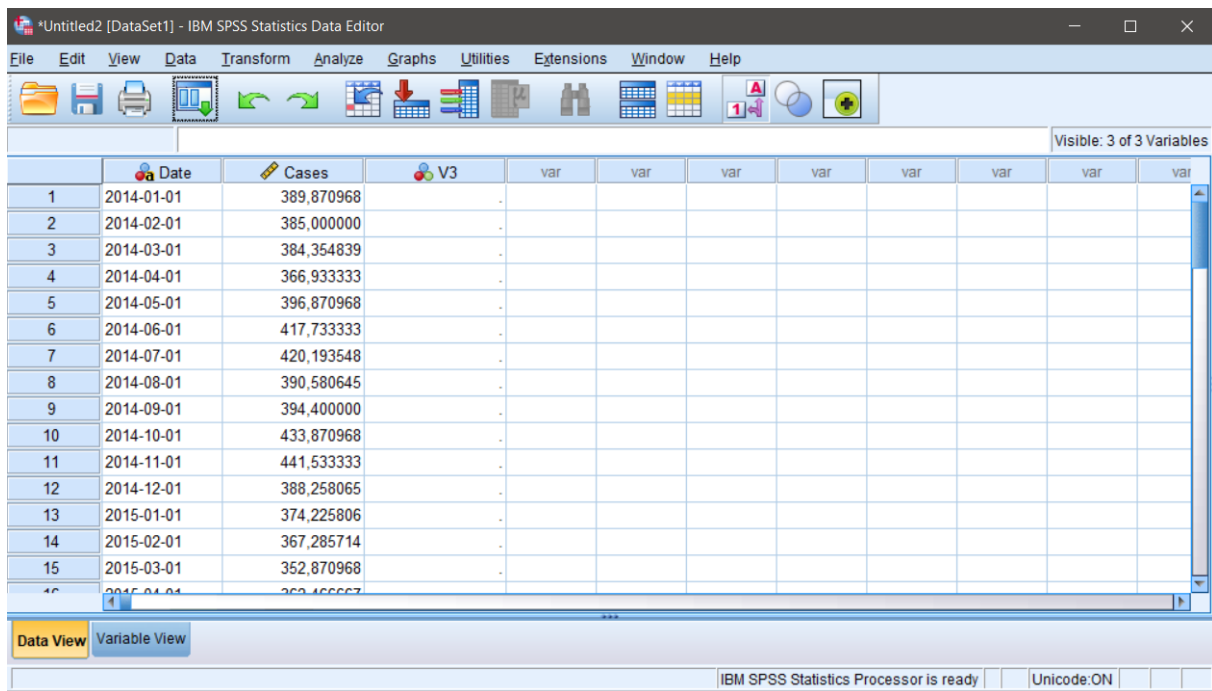 *Untitled2 [DataSet1] - IBM SPSS Statistics Data Editor
File Edit View Data Transform Analyze Graphs Utilities Extensions Window Help
A
1
μ
Visible: 3 of 3 Variables
a Date Cases V3 var var var var var var var var
1 2014-01-01 389,870968 .
2 2014-02-01 385,000000 .
3 2014-03-01 384,354839 .
4 2014-04-01 366,933333 .
5 2014-05-01 396,870968 .
6 2014-06-01 417,733333 .
7 2014-07-01 420,193548 .
8 2014-08-01 390,580645 .
9 2014-09-01 394,400000 .
10 2014-10-01 433,870968 .
11 2014-11-01 441,533333 .
12 2014-12-01 388,258065 .
13 2015-01-01 374,225806 .
14 2015-02-01 367,285714 .
15 2015-03-01 352,870968 .
Data View Variable View
IBM SPSS Statistics Processor is ready Unicode:ON